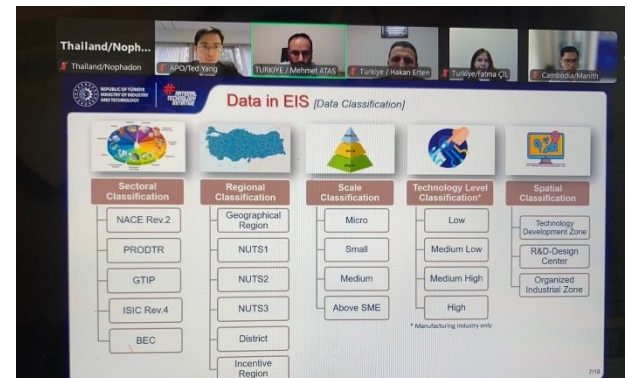 Thailand/Noph...
Thailand/Nophadon
APO/Ted Yang
TURKIYE / Mehmet ATAS
Turkiye / Hakan Erten
Turkiye/Fatma ÇİL
Cambodia/Manith
REPUBLIC OF TÜRKİYE
MINISTRY OF INDUSTRY
AND TECHNOLOGY
Data in EIS [Data Classification]
Sectoral
Classification
NACE Rev.2
PRODTR
GTIP
ISIC Rev.4
BEC
Regional
Classification
Geographical
Region
NUTS1
NUTS2
NUTS3
District
Incentive
Region
Scale
Classification
Micro
Small
Medium
Above SME
Technology Level
Classification*
Low
Medium Low
Medium High
High
* Manufacturing Industry only
Spatial
Classification
Technology
Development Zone
R&D-Design
Center
Organized
Industrial Zone
7/18